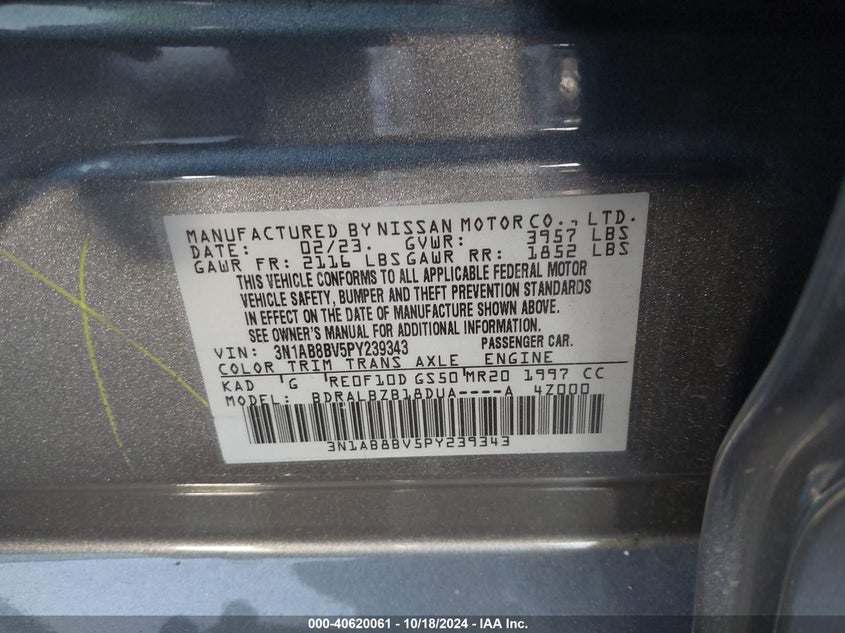 MANUFACTURED BY NISSAN MOTOR CO., LTD.
DATE: 02/23. GVWR: 3957 LBS
GAWR FR: 2116 LBS GAWR RR: 1852 LBS
THIS VEHICLE CONFORMS TO ALL APPLICABLE FEDERAL MOTOR
VEHICLE SAFETY, BUMPER AND THEFT PREVENTION STANDARDS
IN EFFECT ON THE DATE OF MANUFACTURE SHOWN ABOVE.
SEE OWNER'S MANUAL FOR ADDITIONAL INFORMATION.
VIN: 3N1AB8BV5PY239343 PASSENGER CAR.
COLOR TRIM TRANS AXLE ENGINE
KAD 'G 'RE0F10D GS50'MR20 1997 CC
MODEL: BDRALBZB18DUA----A 4Z000
3N1AB8BV5PY239343
000-40620061 - 10/18/2024 - IAA Inc.